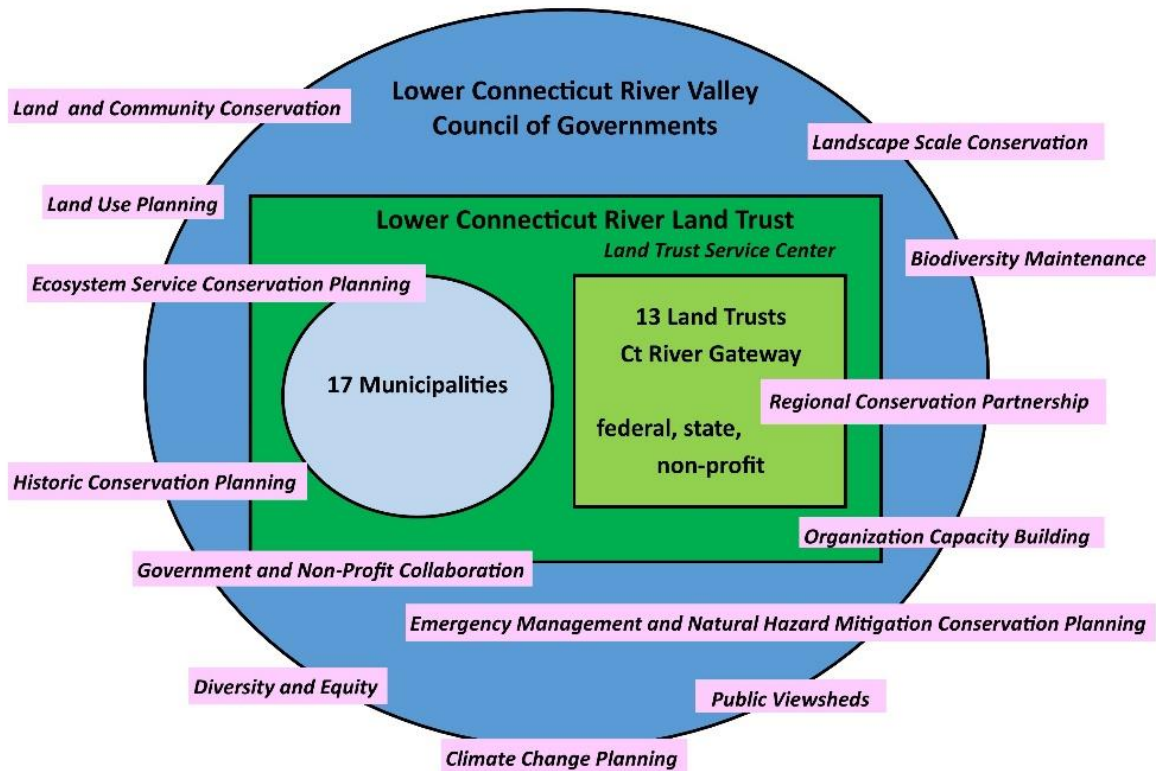 Lower Connecticut River Valley
Council of Governments
Land and Community Conservation
Landscape Scale Conservation
Land Use Planning
Lower Connecticut River Land Trust
Land Trust Service Center
Biodiversity Maintenance
Ecosystem Service Conservation Planning
13 Land Trusts
Ct River Gateway
17 Municipalities
Regional Conservation Partnership
federal, state,
non-profit
Historic Conservation Planning
Organization Capacity Building
Government and Non-Profit Collaboration
Emergency Management and Natural Hazard Mitigation Conservation Planning
Diversity and Equity
Public Viewsheds
Climate Change Planning